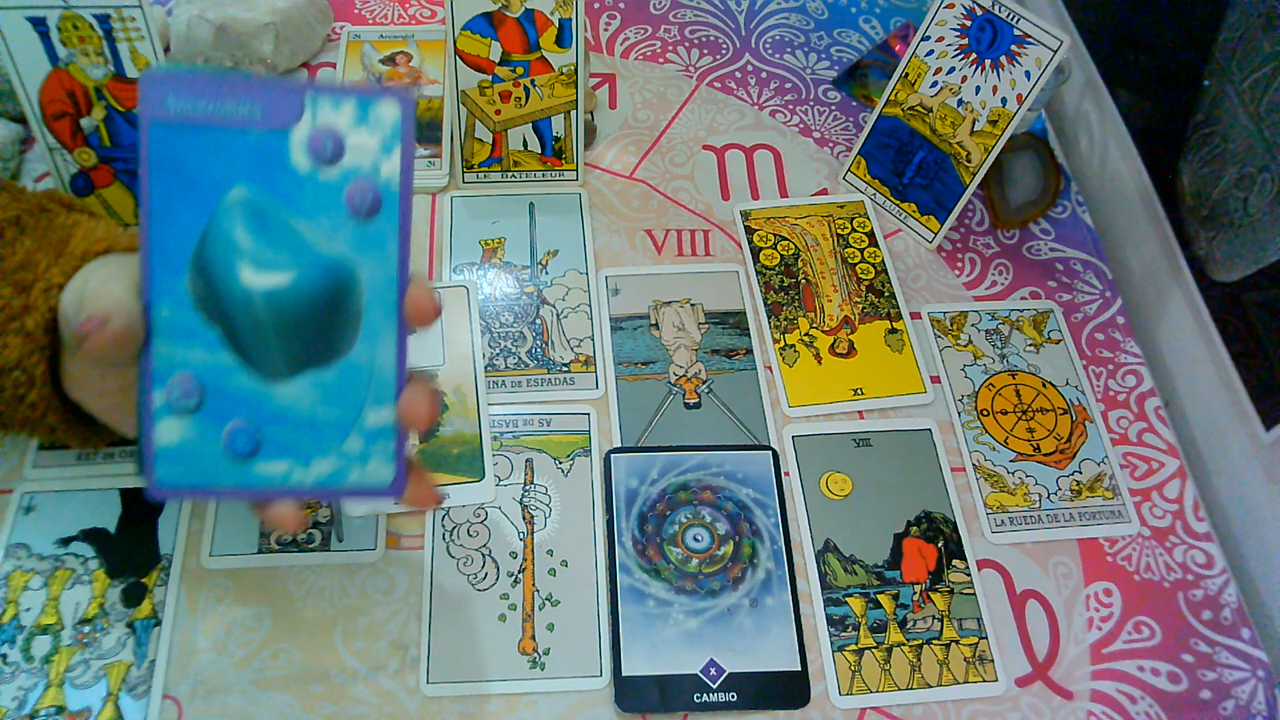 Arcangel
LE BATELEUR
XVIII
LA LUNE
VIII
INA DE ESPADAS
AS DE BAST
IX
LA RUEDA DE LA FORTUNA
VIII
X
CAMBIO